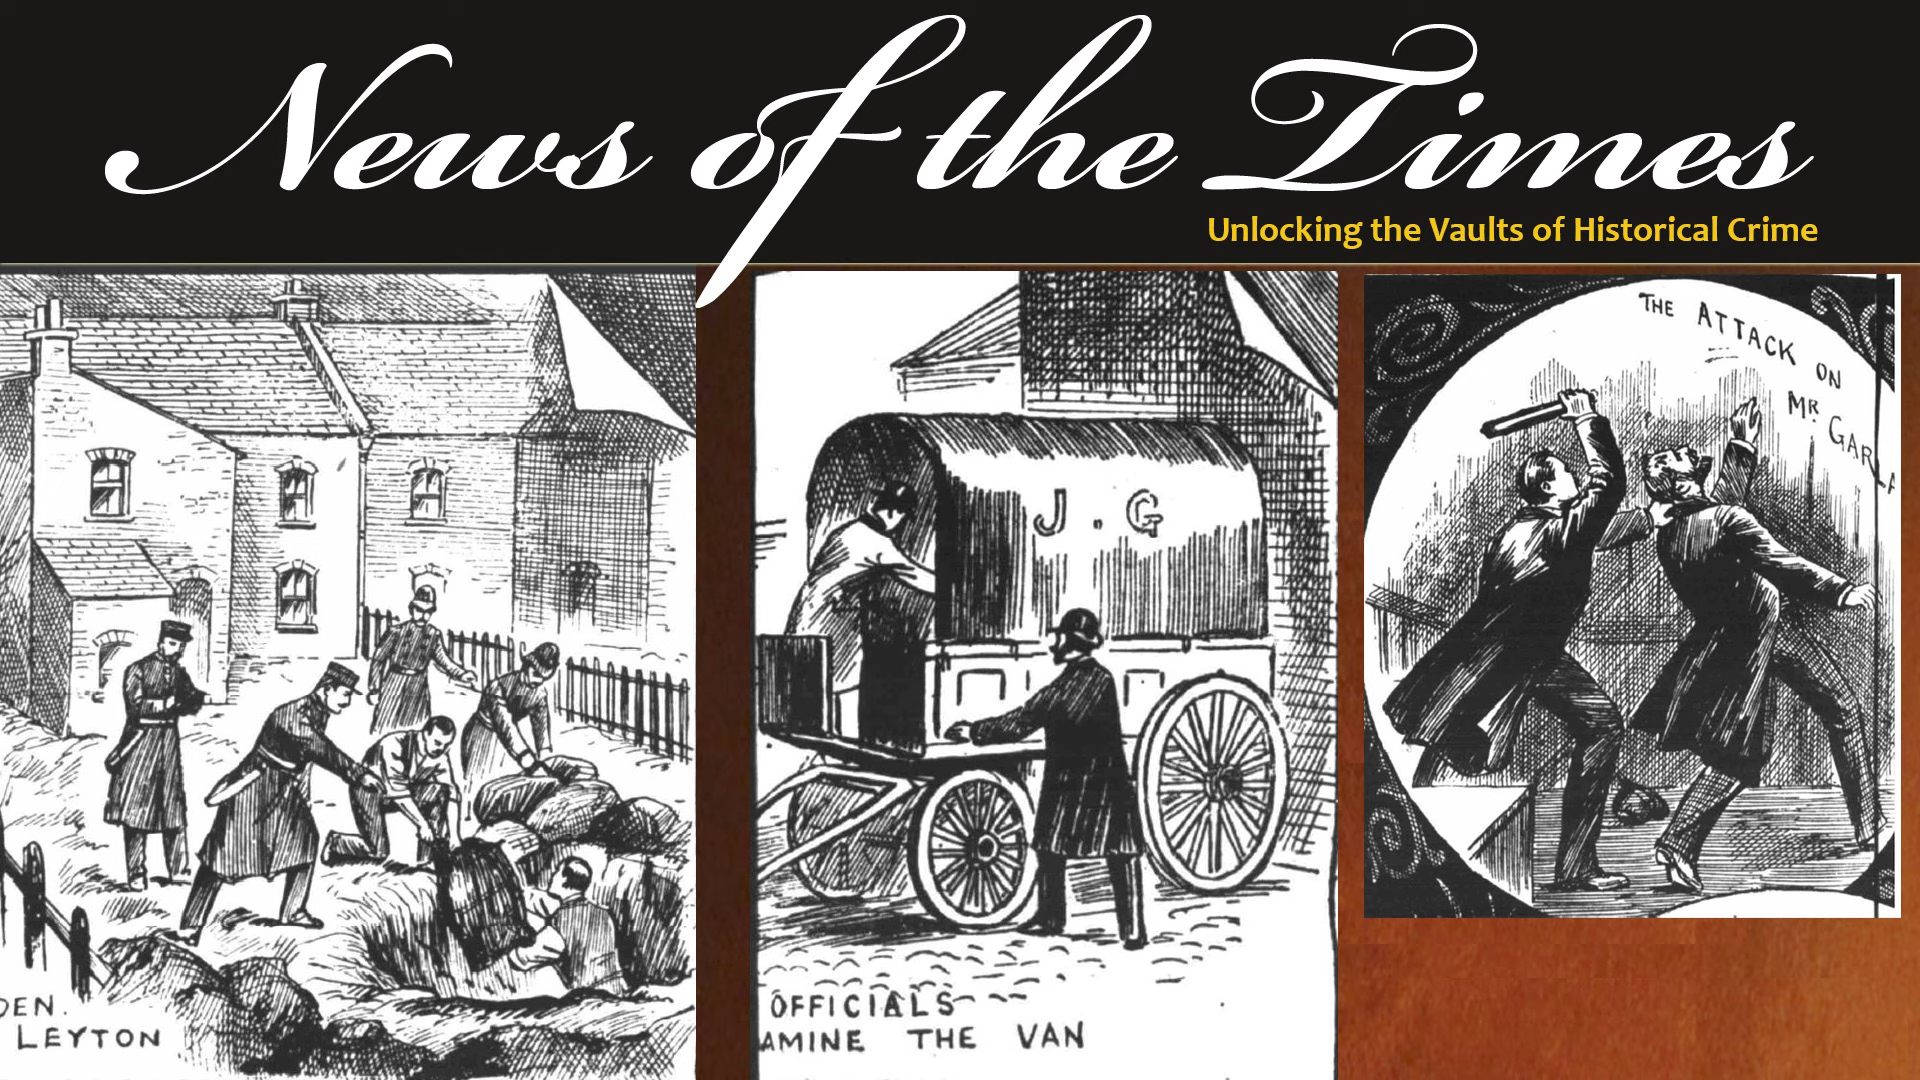 News of the Times
Unlocking the Vaults of Historical Crime
THE ATTACK ON
MR GARLA
J. G
DEN.
LEYTON
OFFICIALS
AMINE THE VAN